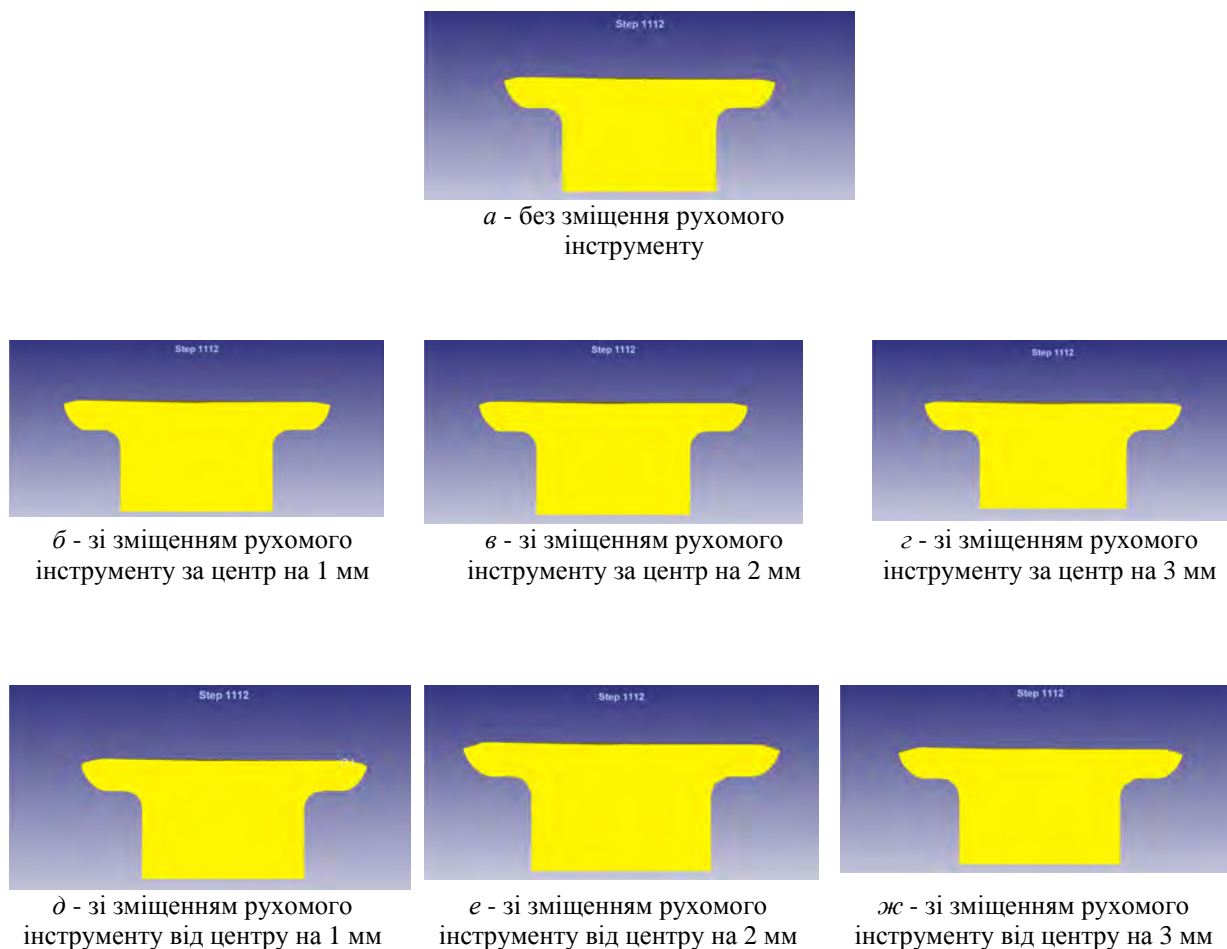 Step 1112
а - без зміщення рухомого
інструменту
Step 1112
Step 1112
Step 1112
б - зі зміщенням рухомого
інструменту за центр на 1 мм
в - зі зміщенням рухомого
інструменту за центр на 2 мм
г - зі зміщенням рухомого
інструменту за центр на 3 мм
Step 1112
Step 1112
Step 1112
д - зі зміщенням рухомого
інструменту від центру на 1 мм
е - зі зміщенням рухомого
інструменту від центру на 2 мм
ж - зі зміщенням рухомого
інструменту від центру на 3 мм